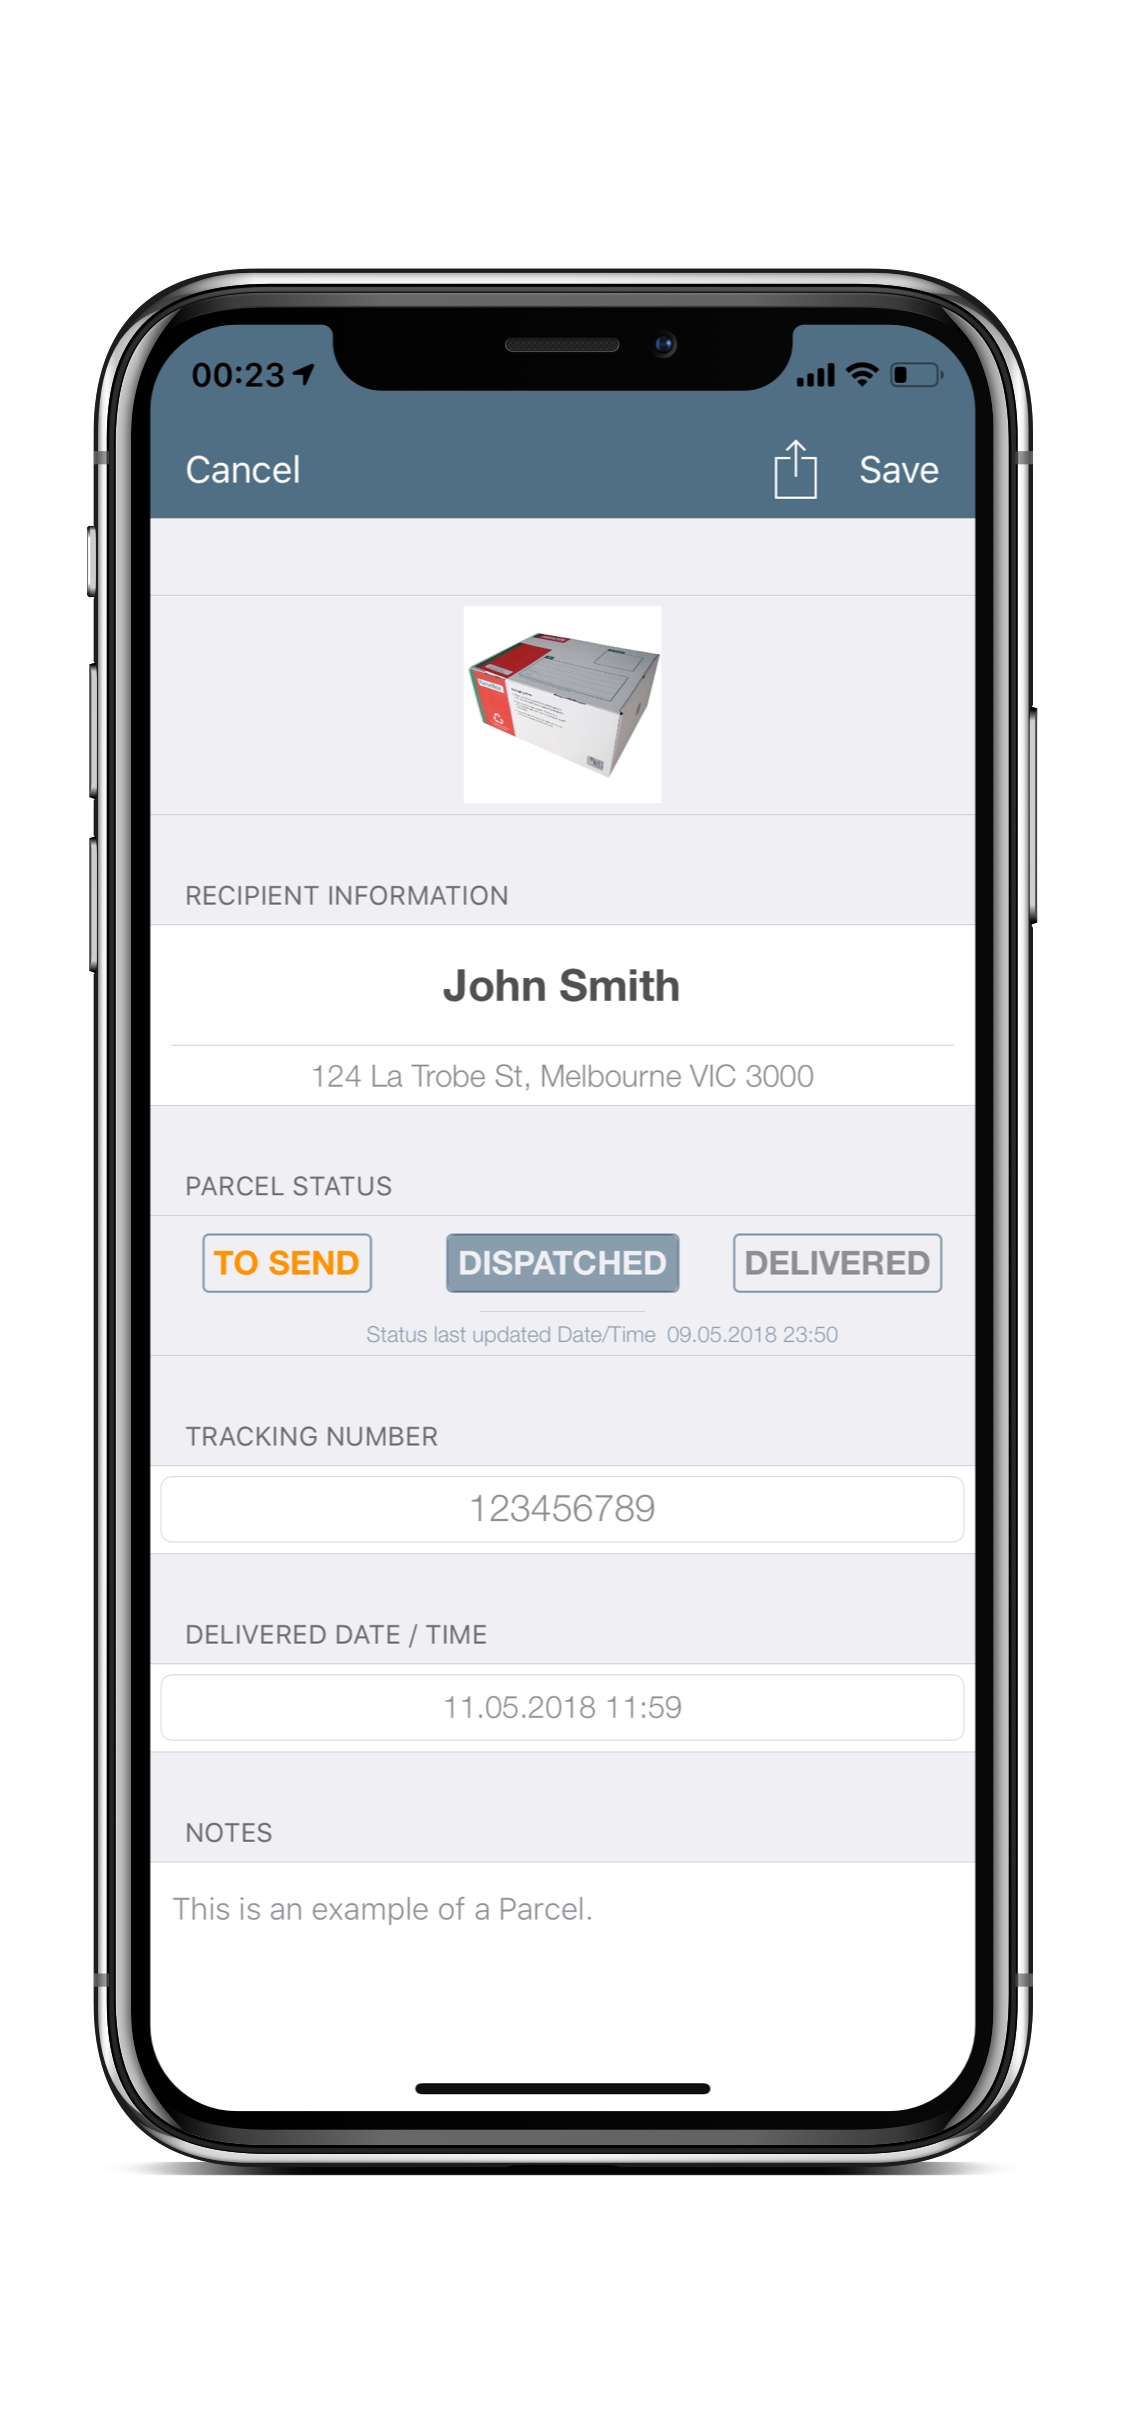 00:23
Cancel
Save
RECIPIENT INFORMATION
John Smith
124 La Trobe St, Melbourne VIC 3000
PARCEL STATUS
TO SEND DISPATCHED DELIVERED
Status last updated Date/Time 09.05.2018 23:50
TRACKING NUMBER
123456789
DELIVERED DATE / TIME
11.05.2018 11:59
NOTES
This is an example of a Parcel.